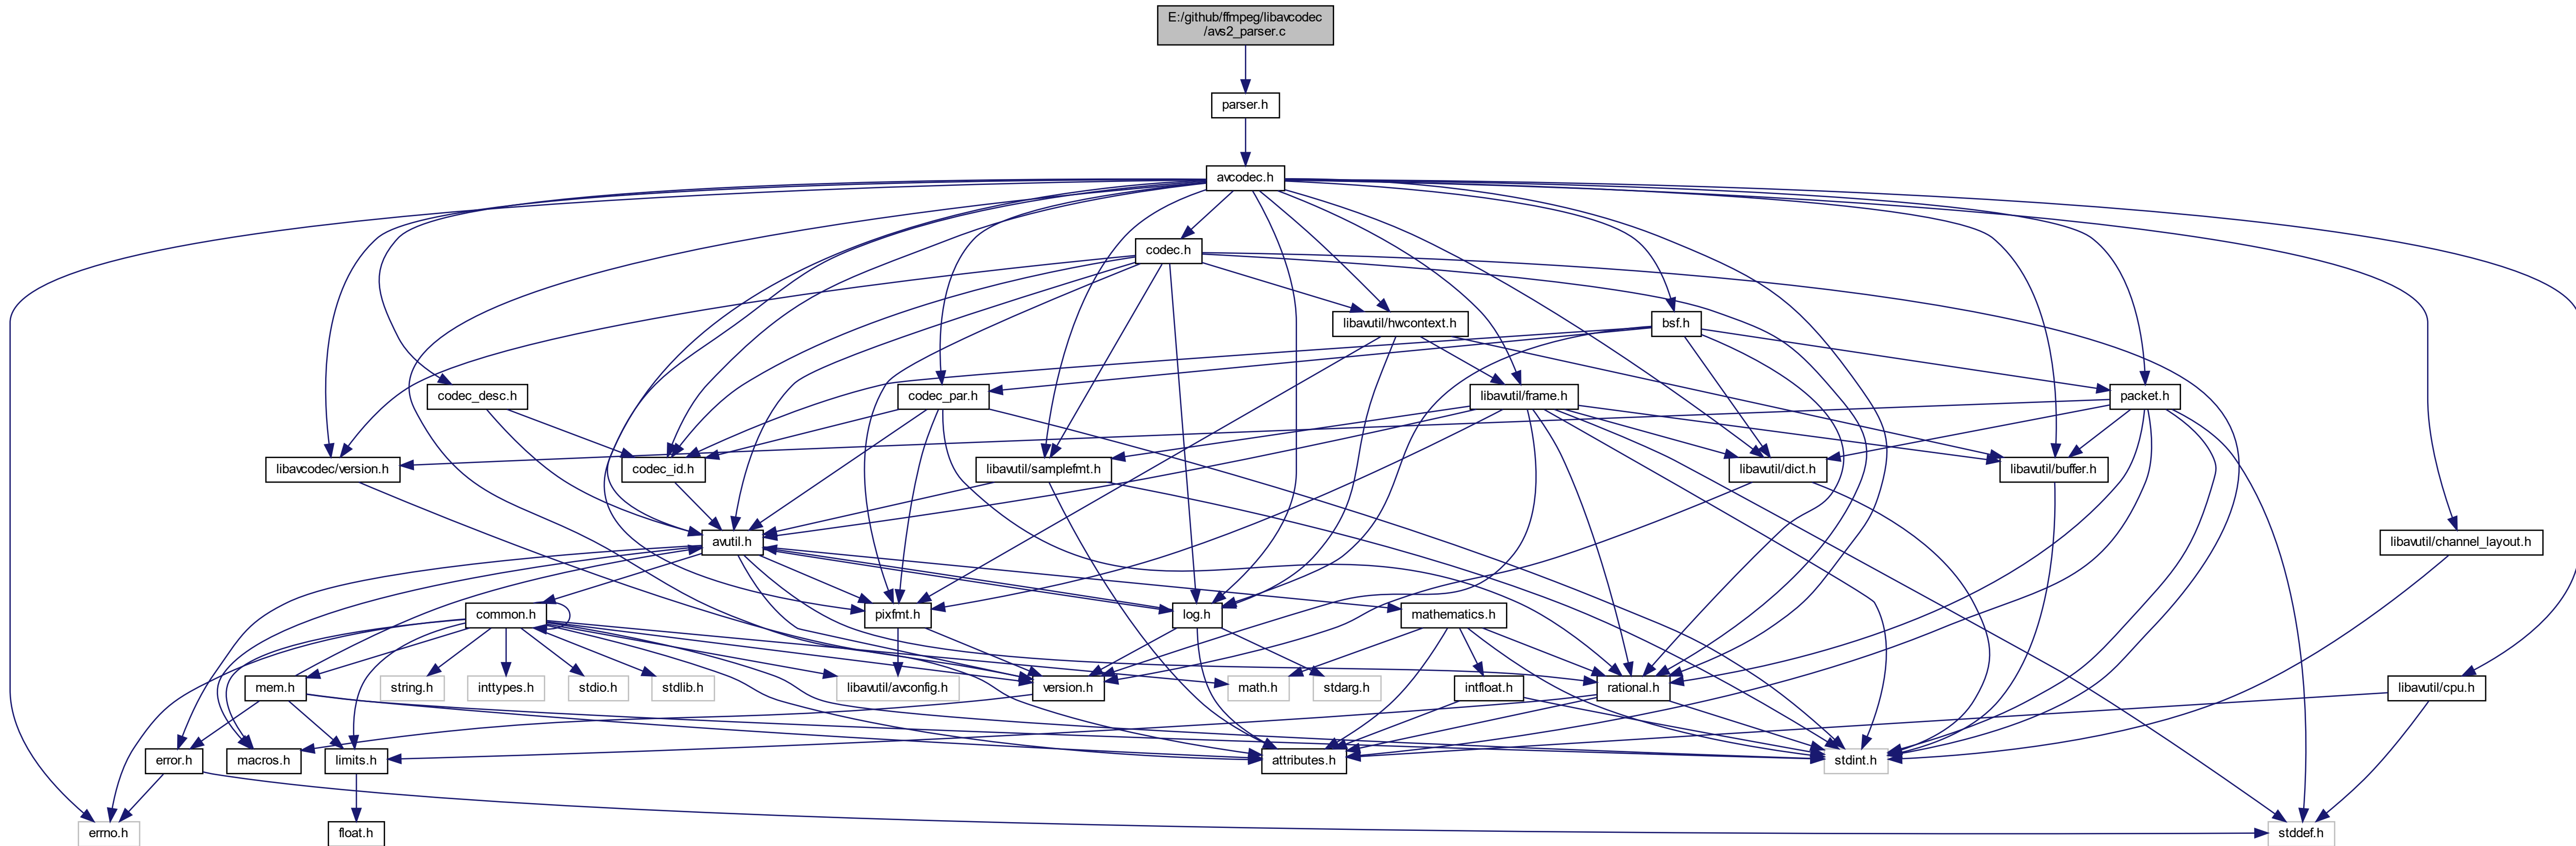 E:/github/ffmpeg/libavcodec
/avs2_parser.c
parser.h
avcodec.h
codec.h
libavutil/hwcontext.h
bsf.h
codec_desc.h
codec_par.h
libavutil/frame.h
packet.h
libavcodec/version.h
codec_id.h
libavutil/samplefmt.h
libavutil/dict.h
libavutil/buffer.h
avutil.h
libavutil/channel_layout.h
common.h
pixfmt.h
log.h
mathematics.h
mem.h
string.h
inttypes.h
stdio.h
stdlib.h
libavutil/avconfig.h
version.h
math.h
stdarg.h
intfloat.h
rational.h
libavutil/cpu.h
error.h
macros.h
limits.h
attributes.h
stdint.h
errno.h
float.h
stddef.h